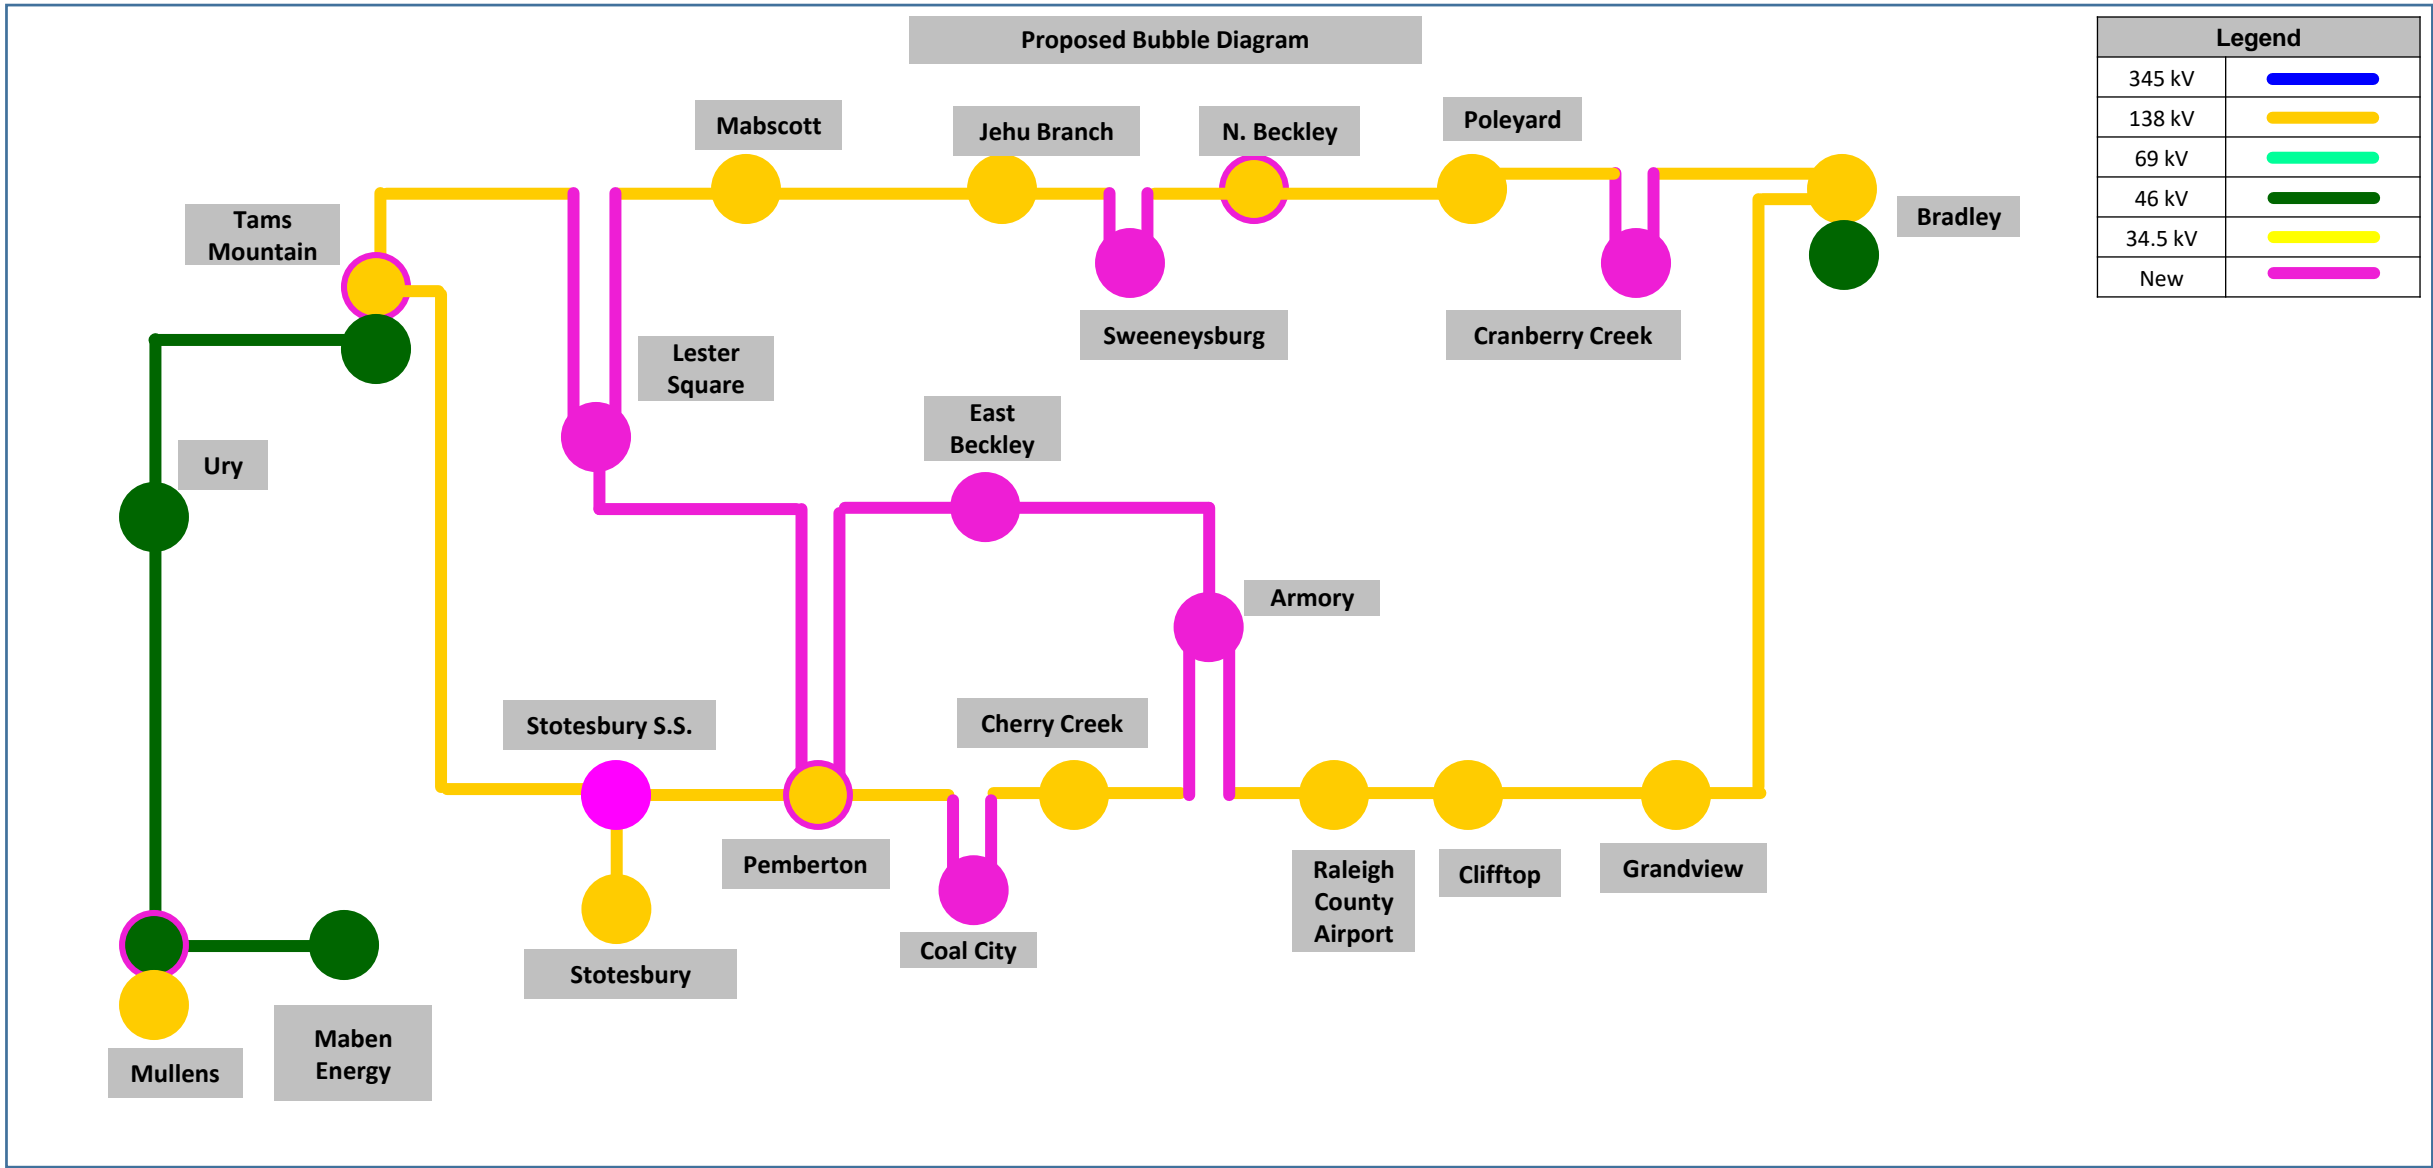 Proposed Bubble Diagram
Legend
345 kV
138 kV
69 kV
46 kV
34.5 kV
New
Mabscott
Jehu Branch
N. Beckley
Poleyard
Tams
Mountain
Bradley
Sweeneysburg
Cranberry Creek
Lester
Square
East
Beckley
Ury
Armory
Stotesbury S.S.
Cherry Creek
Pemberton
Raleigh
County
Airport
Clifftop
Grandview
Coal City
Stotesbury
Maben
Energy
Mullens